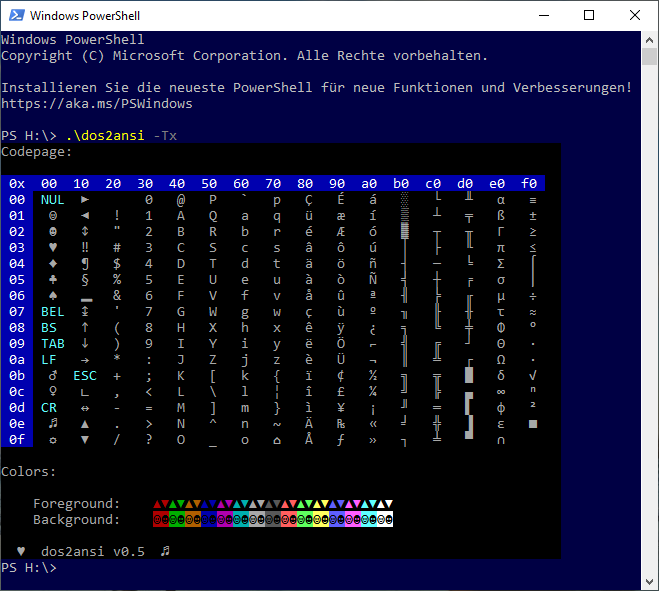 Windows PowerShell
Windows PowerShell
Copyright (C) Microsoft Corporation. Alle Rechte vorbehalten.
Installieren Sie die neueste PowerShell für neue Funktionen und Verbesserungen!
https://aka.ms/PSWindows
PS H:\> .\dos2ansi -Tx
Codepage:
0x 00 10 20 30 40 50 60 70 80 90 a0 b0 c0 d0 e0 f0
00 NUL ► 0 @ P ` p Ç É á ░ └ ╨ α ≡
01 ☺ ◄ ! 1 A Q a q ü æ í ▒ ┴ ╤ ß ±
02 ☻ ↕ " 2 B R b r é Æ ó ▓ ┬ ╥ Γ ≥
03 ♥ ‼ # 3 C S c s â ô ú │ ├ ╙ π ≤
04 ♦ ¶ $ 4 D T d t ä ö ñ ┤ ─ ╘ Σ ⌠
05 ♣ § % 5 E U e u à ò Ñ ╡ ┼ ╒ σ ⌡
06 ♠ ▬ & 6 F V f v å û ª ╢ ╞ ╓ µ ÷
07 BEL ↨ ' 7 G W g w ç ù º ╖ ╟ ╫ τ ≈
08 BS ↑ ( 8 H X h x ê ÿ ¿ ╕ ╚ ╪ Φ °
09 TAB ↓ ) 9 I Y i y ë Ö ⌐ ╣ ╔ ┘ Θ ∙
0a LF → * : J Z j z è Ü ¬ ║ ╩ ┌ Ω ·
0b ♂ ESC + ; K [ k { ï ¢ ½ ╗ ╦ █ δ √
0c ♀ ∟ , < L \ l ¦ î £ ¼ ╝ ╠ ▄ ∞ ⁿ
0d CR ↔ - = M ] m } ì ¥ ¡ ╜ ═ ▌ φ ²
0e ♫ ▲ . > N ^ n ~ Ä ₧ « ╛ ╬ ▐ ε ■
0f ☼ ▼ / ? O _ o ⌂ Å ƒ » ┐ ╧ ▀ ∩
Colors:
Foreground: ▲▼▲▼▲▼▲▼▲▼▲▼▲▼▲▼▲▼▲▼▲▼▲▼▲▼▲▼▲▼
Background: ☺☻☺☻☺☻☺☻☺☻☺☻☺☻☺☻☺☻☺☻☺☻☺☻☺☻☺☻☺☻
♥ dos2ansi v0.5 ♫
PS H:\>